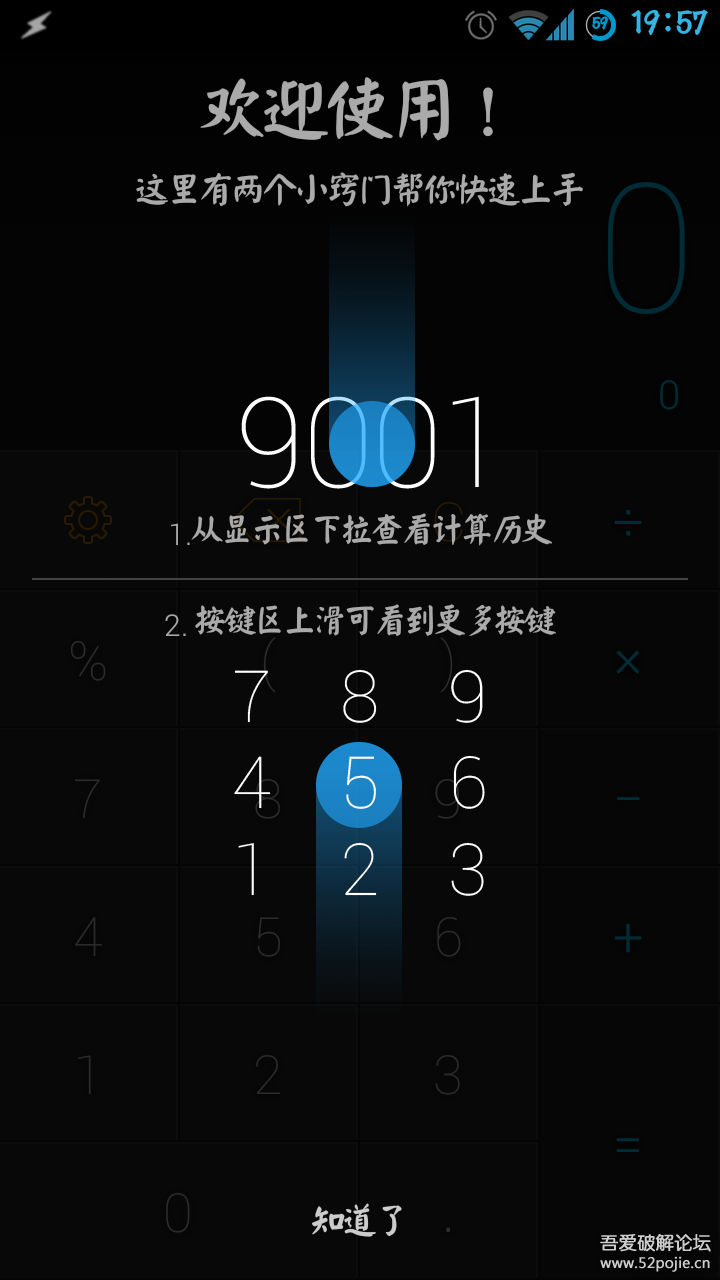 59 19:57
欢迎使用！
这里有两个小窍门帮你快速上手
0
9001
0
1.从显示区下拉查看计算历史
÷
2. 按键区上滑可看到更多按键
% ( ) ×
7 8 9
4 5 6
7 8 9 −
1 2 3
4 5 6 +
1 2 3
=
0 .
知道了
吾爱破解论坛
www.52pojie.cn